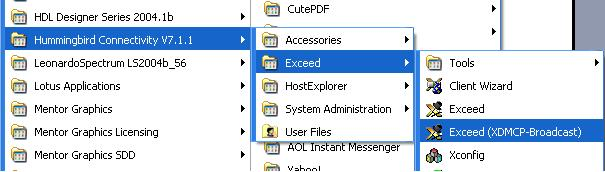 HDL Designer Series 2004.1b
Hummingbird Connectivity V7.1.1
LeonardoSpectrum LS2004b_56
Lotus Applications
Mentor Graphics
Mentor Graphics Licensing
Mentor Graphics SDD
CutePDF
Accessories
Exceed
HostExplorer
System Administration
User Files
AOL Instant Messenger
Yahoo!
Tools
Client Wizard
Exceed
Exceed (XDMCP-Broadcast)
Xconfig